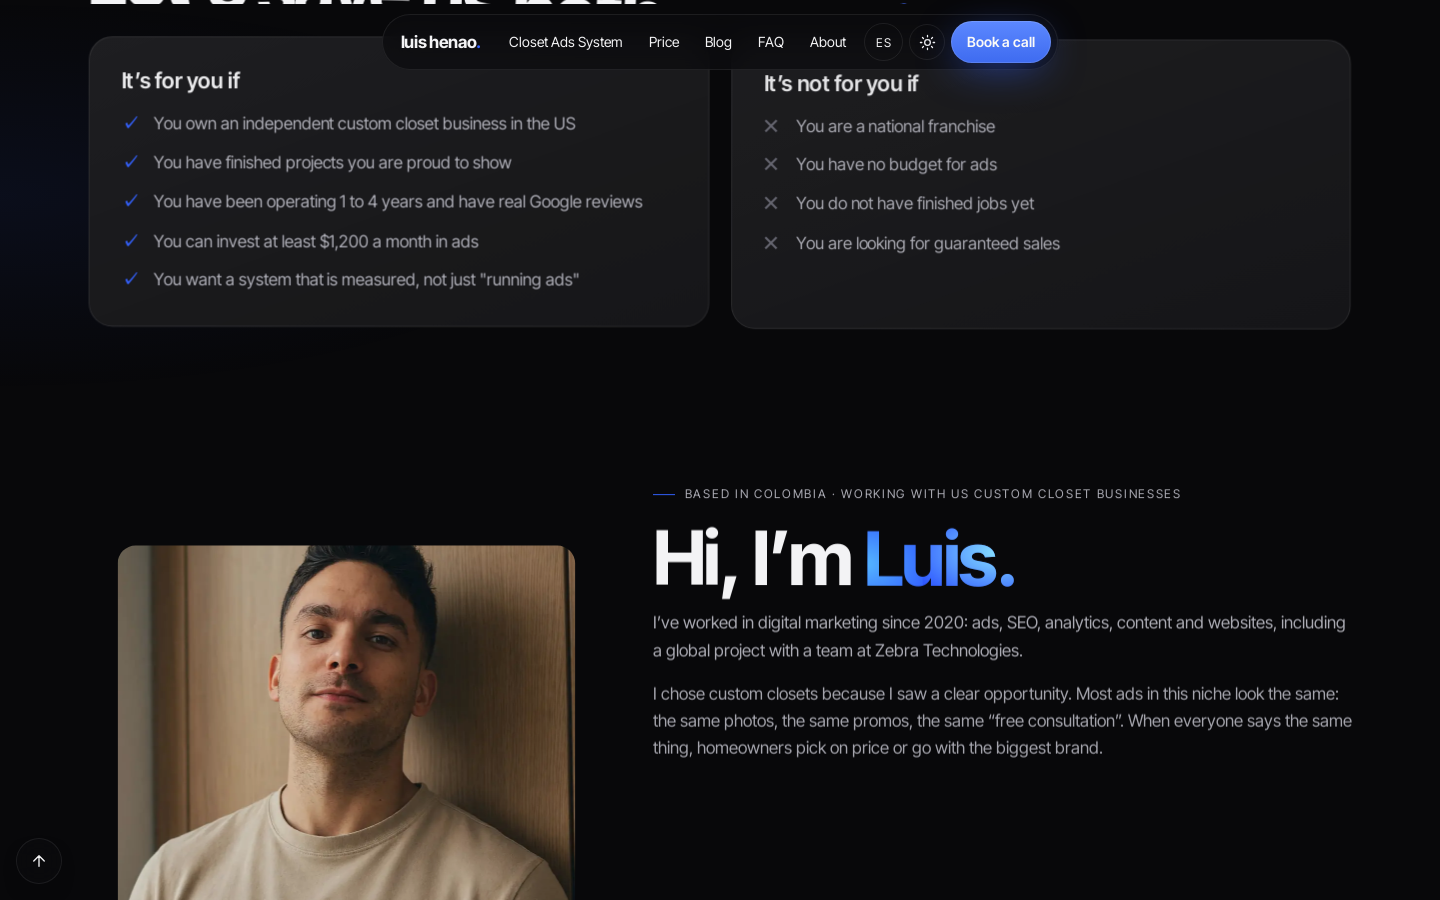 luis henao.
Closet Ads System
Price
Blog
FAQ
About
ES
Book a call
It’s for you if
✓ You own an independent custom closet business in the US
✓ You have finished projects you are proud to show
✓ You have been operating 1 to 4 years and have real Google reviews
✓ You can invest at least $1,200 a month in ads
✓ You want a system that is measured, not just "running ads"
It’s not for you if
✕ You are a national franchise
✕ You have no budget for ads
✕ You do not have finished jobs yet
✕ You are looking for guaranteed sales
BASED IN COLOMBIA · WORKING WITH US CUSTOM CLOSET BUSINESSES
Hi, I’m Luis.
I’ve worked in digital marketing since 2020: ads, SEO, analytics, content and websites, including
a global project with a team at Zebra Technologies.
I chose custom closets because I saw a clear opportunity. Most ads in this niche look the same:
the same photos, the same promos, the same “free consultation”. When everyone says the same
thing, homeowners pick on price or go with the biggest brand.